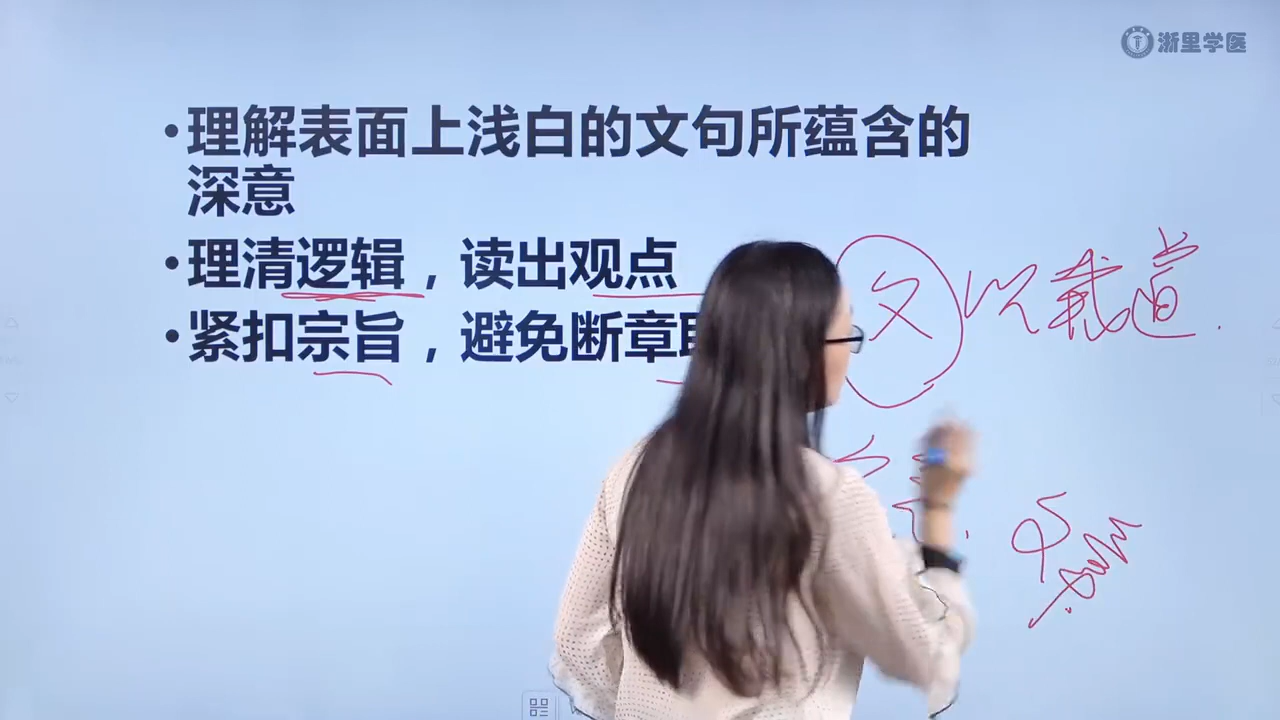 浙里学医
•理解表面上浅白的文句所蕴含的
深意
•理清逻辑，读出观点
•紧扣宗旨，避免断章
文以载道